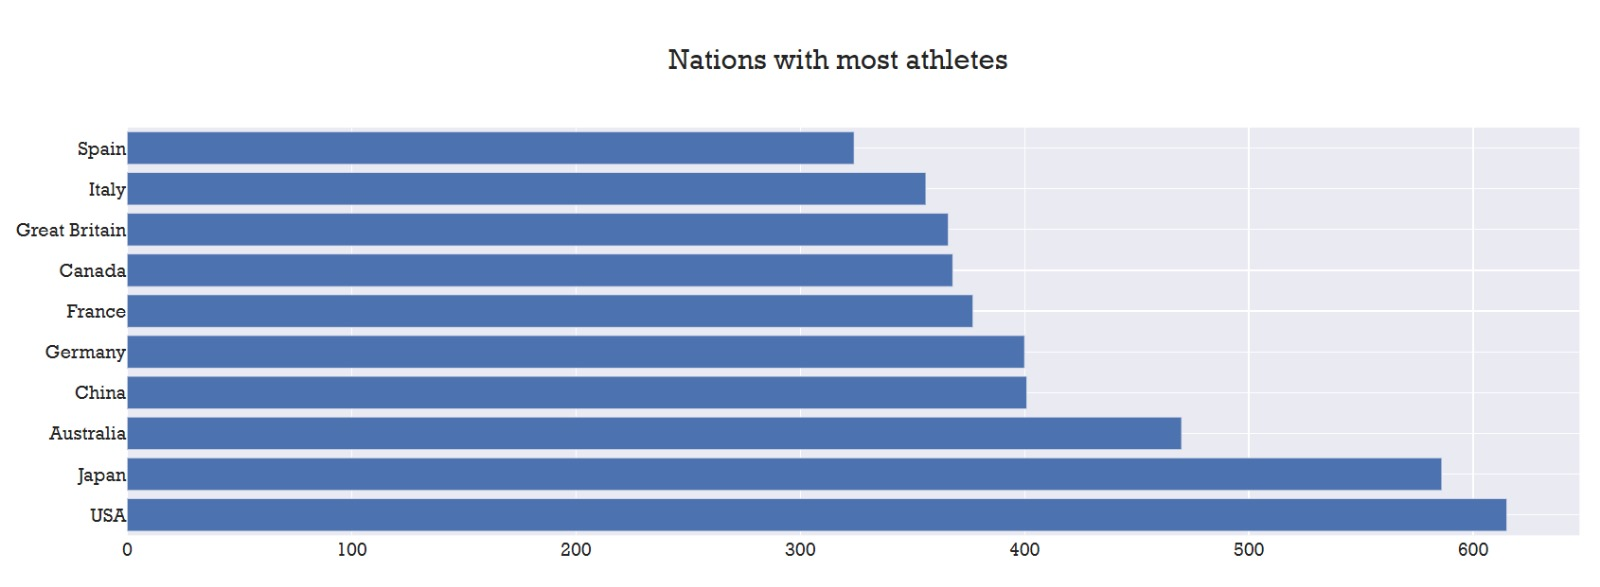 Nations with most athletes
Spain
Italy
Great Britain
Canada
France
Germany
China
Australia
Japan
USA
0 100 200 300 400 500 600